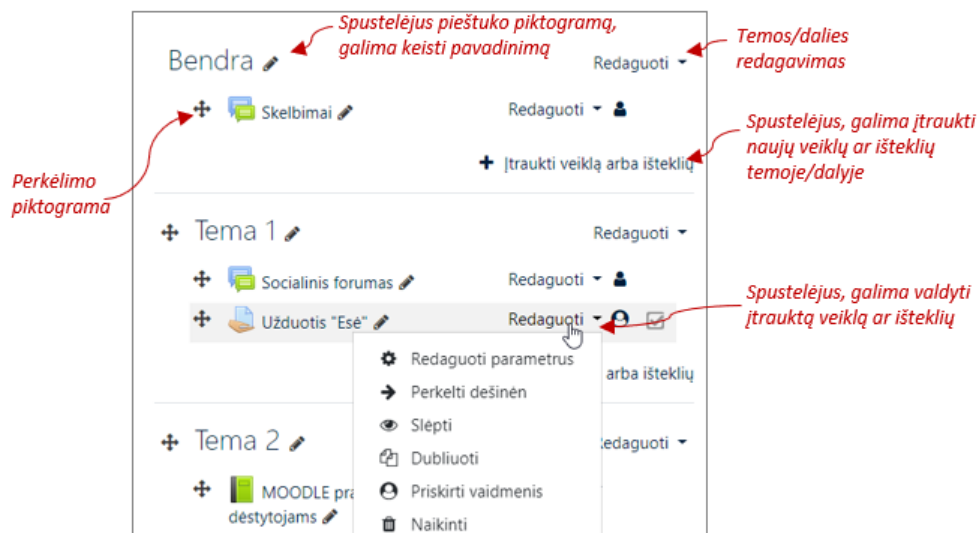 Spustelėjus pieštuko piktogramą,
galima keisti pavadinimą
Temos/dalies
redagavimas
Bendra
Redaguoti
Skelbimai
Redaguoti
Spustelėjus, galima įtraukti
naujų veiklų ar išteklių
temoje/dalyje
Įtraukti veiklą arba išteklių
Perkėlimo
piktograma
Tema 1
Redaguoti
Socialinis forumas
Redaguoti
Užduotis "Esė"
Redaguoti
Spustelėjus, galima valdyti
įtrauktą veiklą ar išteklių
Redaguoti parametrus
arba išteklių
Perkelti dešinėn
Slėpti
Tema 2
edaguoti
Dubliuoti
MOODLE pra
Priskirti vaidmenis
dėstytojams
Naikinti